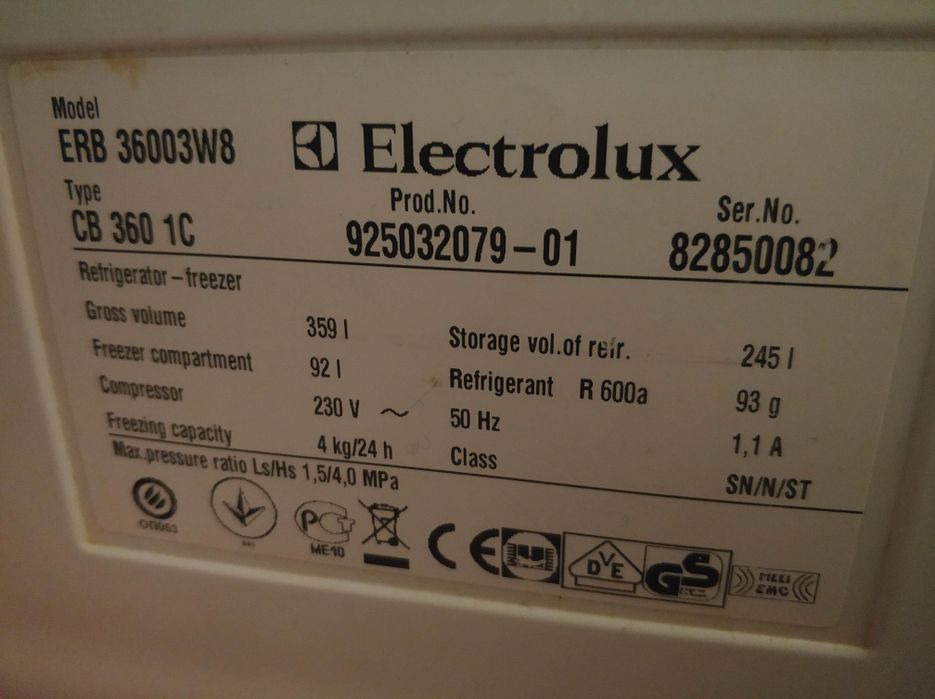 Model
ERB 36003W8
Electrolux
Type
Prod.No.
Ser.No.
CB 360 1C
925032079-01
82850082
Refrigerator-freezer
Gross volume 359 l Storage vol.of refr. 245 l
Freezer compartment 92 l Refrigerant R 600a 93 g
Compressor 230 V ~ 50 Hz 1,1 A
Freezing capacity 4 kg/24 h Class SN/N/ST
Max.pressure ratio Ls/Hs 1,5/4,0 MPa
ME10
CE
DVE
GS
EMC